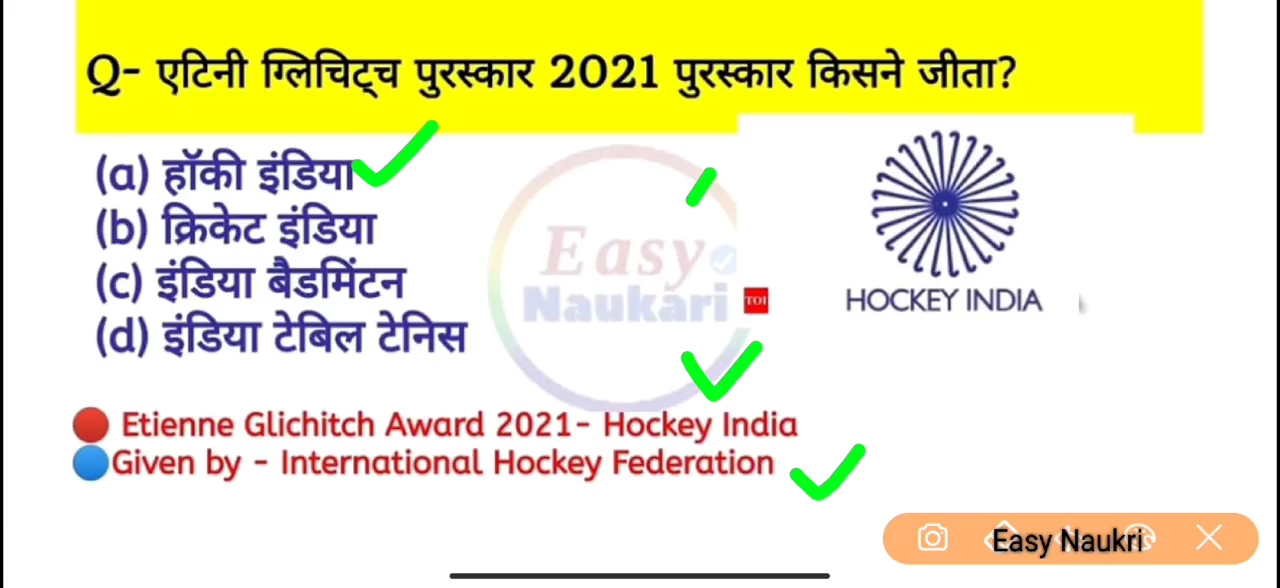 Q- एटिनी ग्लिचिट्च पुरस्कार 2021 पुरस्कार किसने जीता?
(a) हॉकी इंडिया
(b) क्रिकेट इंडिया
(c) इंडिया बैडमिंटन
(d) इंडिया टेबिल टेनिस
Easy
Naukari
TOI
HOCKEY INDIA
Etienne Glichitch Award 2021- Hockey India
Given by - International Hockey Federation
Easy Naukri